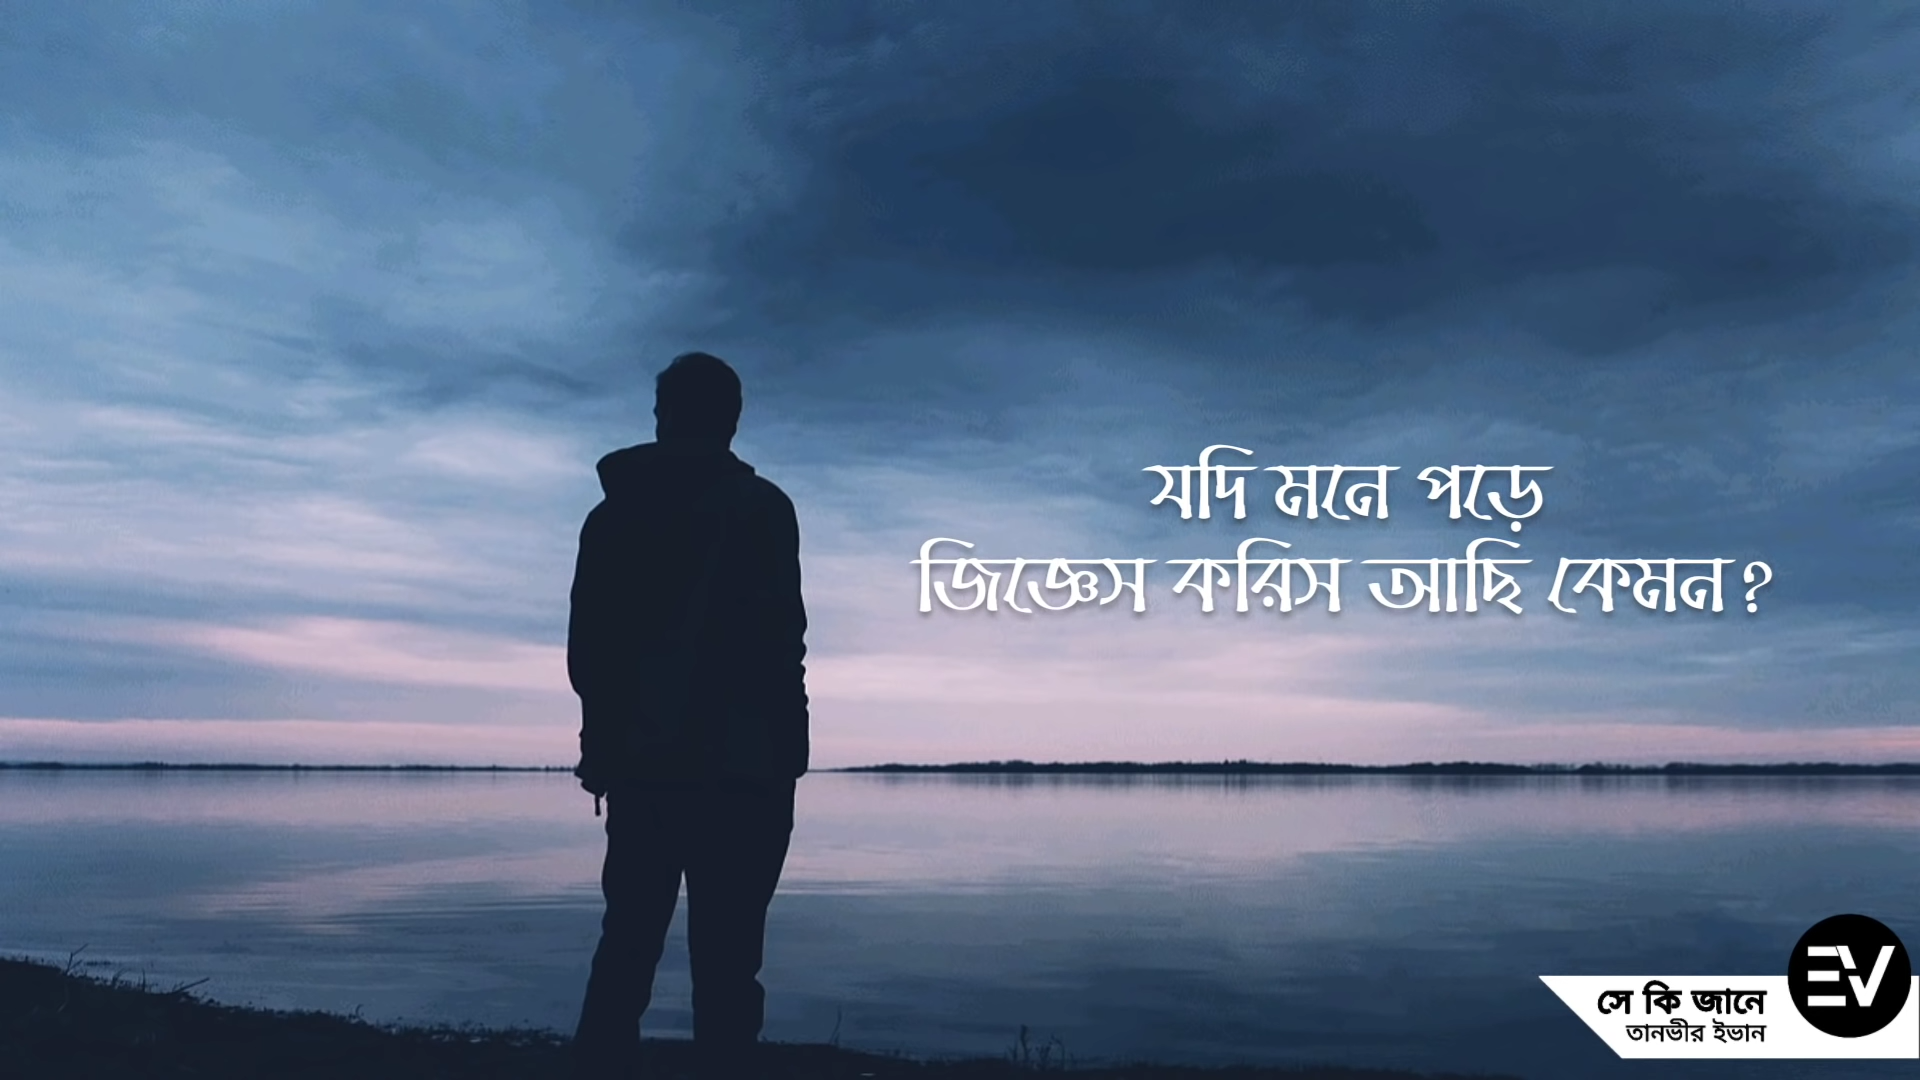 যদি মনে পড়ে
জিজ্ঞেস করিস আছি কেমন?
সে কি জানে
তানভীর ইভান
EV